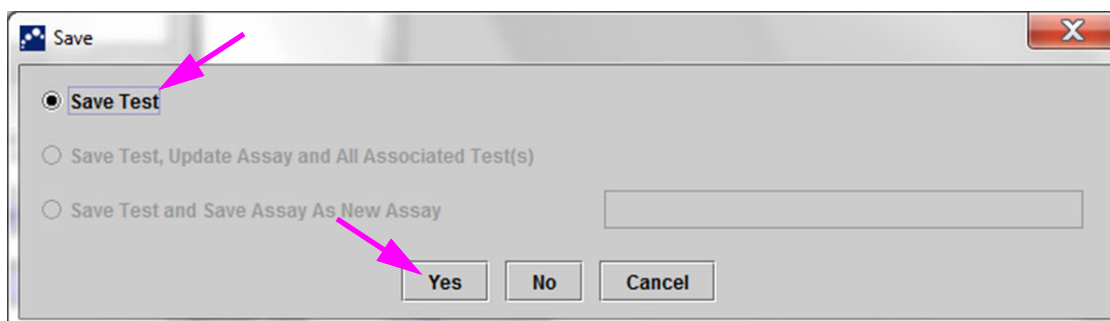 Save
Save Test
Save Test, Update Assay and All Associated Test(s)
Save Test and Save Assay As New Assay
Yes No Cancel